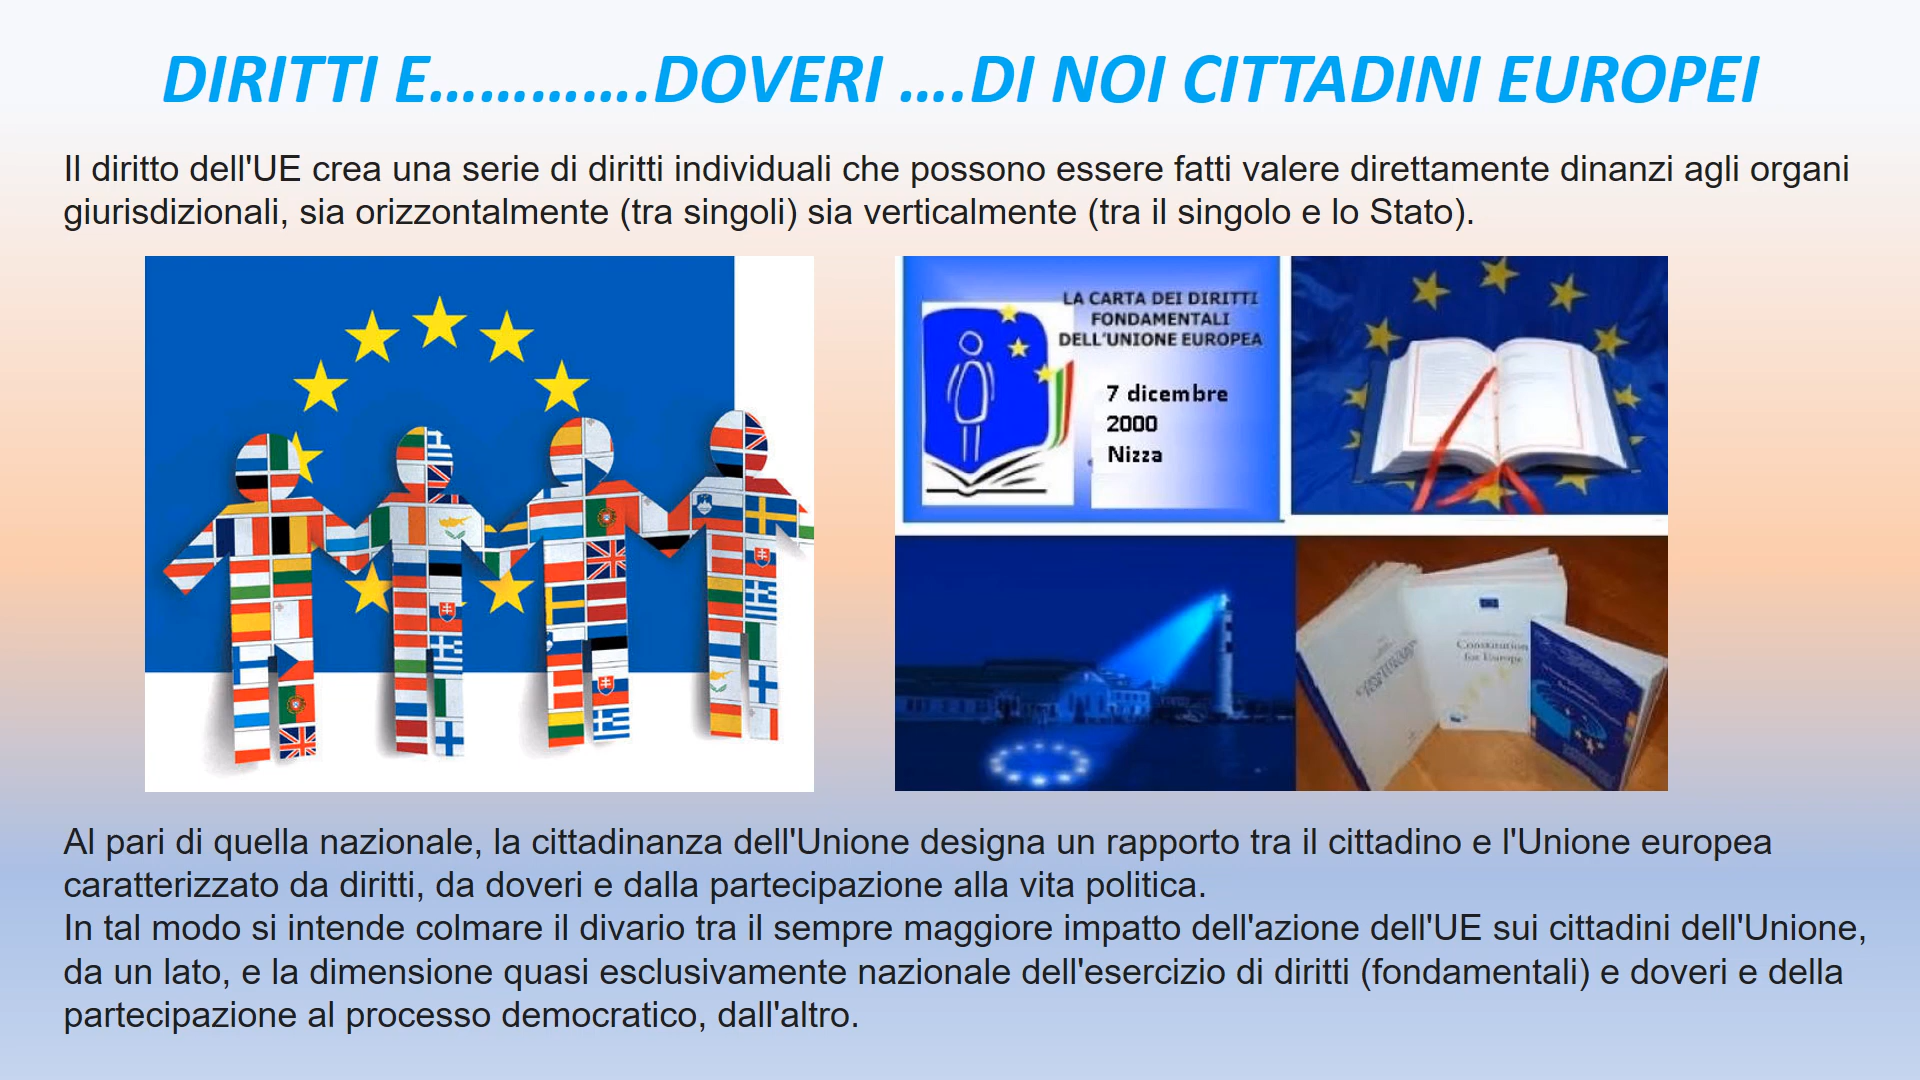 DIRITTI E………….DOVERI ….DI NOI CITTADINI EUROPEI
Il diritto dell'UE crea una serie di diritti individuali che possono essere fatti valere direttamente dinanzi agli organi
giurisdizionali, sia orizzontalmente (tra singoli) sia verticalmente (tra il singolo e lo Stato).
LA CARTA DEI DIRITTI
FONDAMENTALI
DELL'UNIONE EUROPEA
7 dicembre
2000
Nizza
Constitution
for Europe
Al pari di quella nazionale, la cittadinanza dell'Unione designa un rapporto tra il cittadino e l'Unione europea
caratterizzato da diritti, da doveri e dalla partecipazione alla vita politica.
In tal modo si intende colmare il divario tra il sempre maggiore impatto dell'azione dell'UE sui cittadini dell'Unione,
da un lato, e la dimensione quasi esclusivamente nazionale dell'esercizio di diritti (fondamentali) e doveri e della
partecipazione al processo democratico, dall'altro.